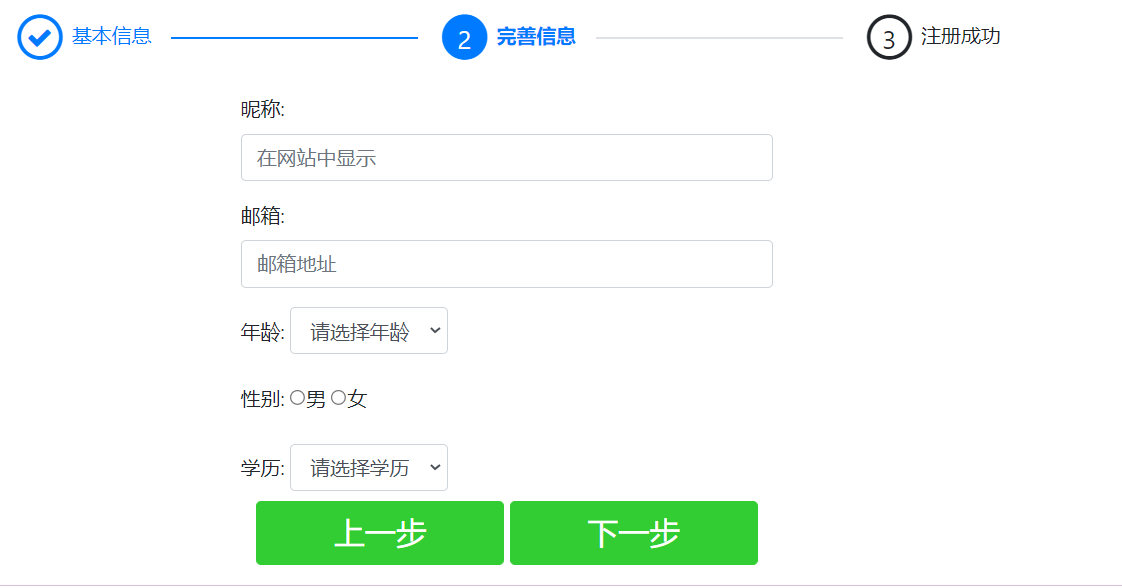 基本信息 2 完善信息 3 注册成功
昵称:
在网站中显示
邮箱:
邮箱地址
年龄: 请选择年龄
性别: 男 女
学历: 请选择学历
上一步 下一步